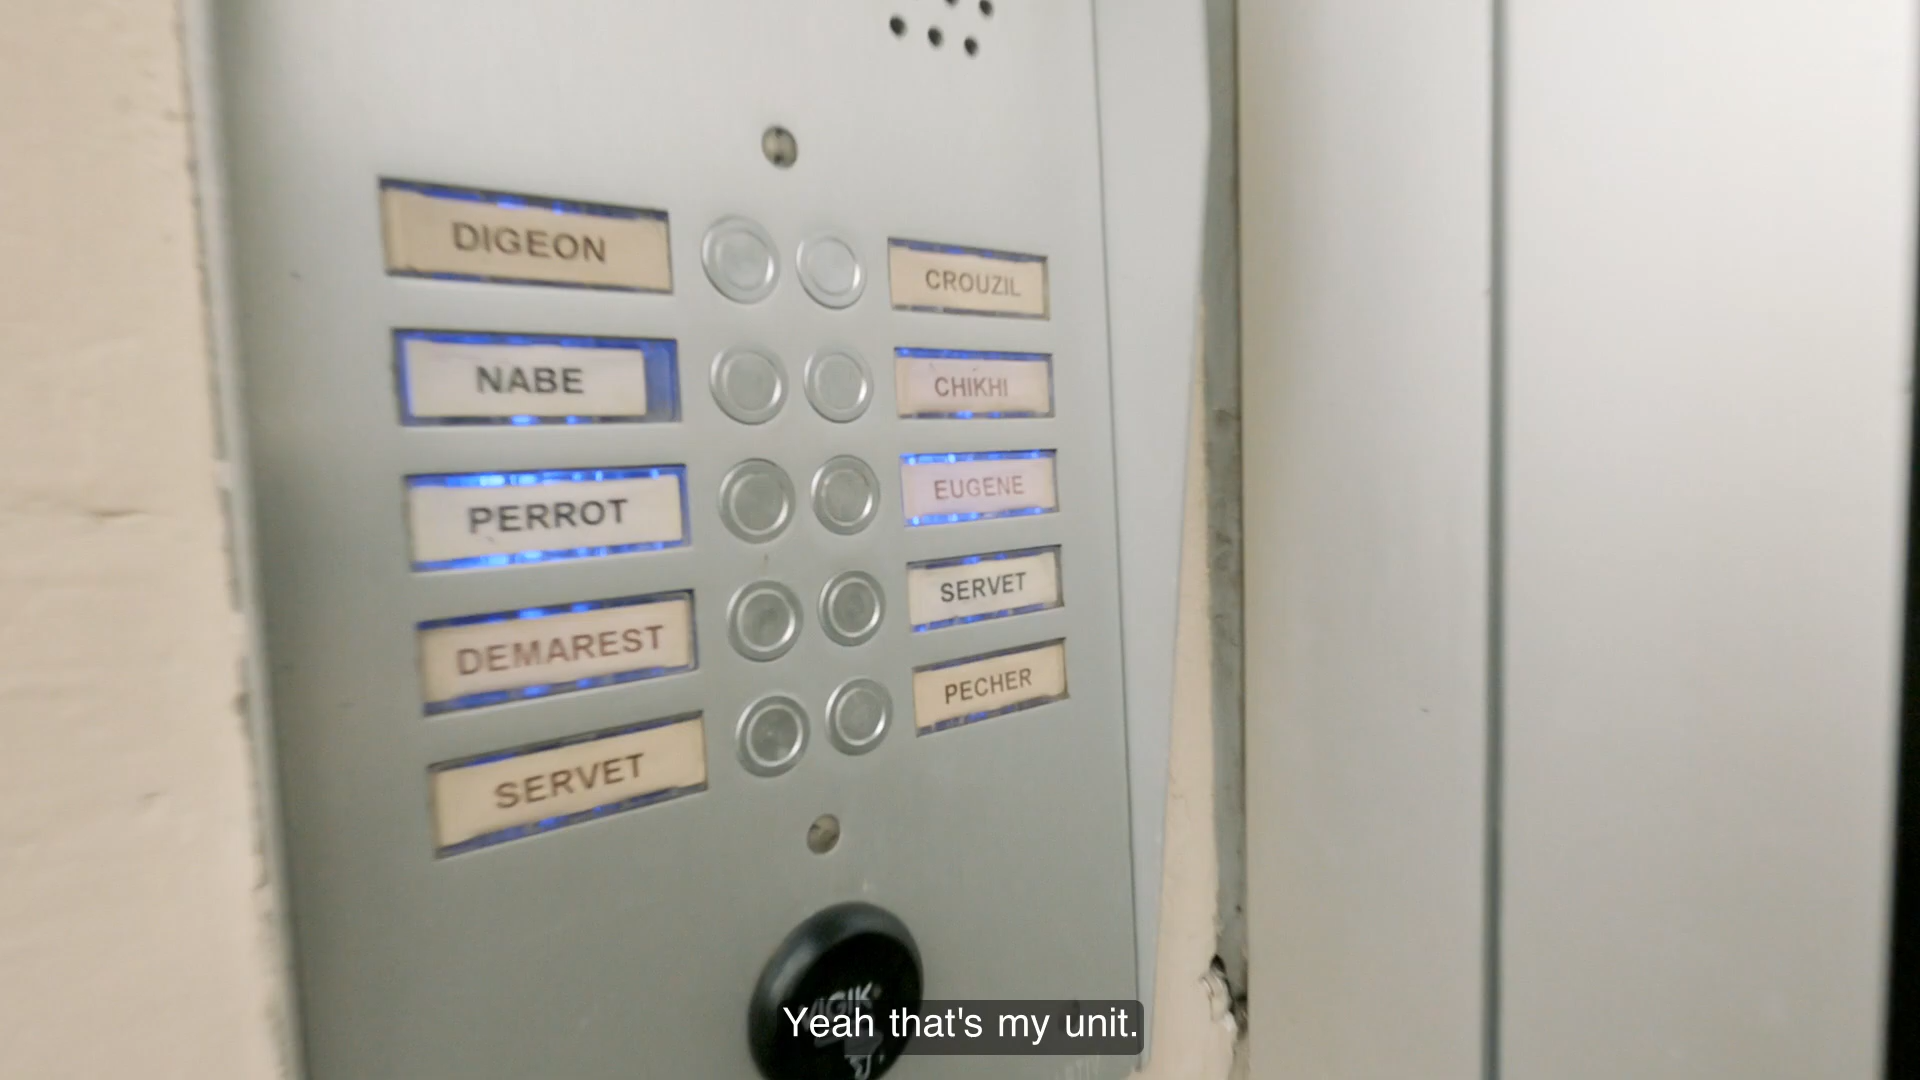 DIGEON
CROUZIL
NABE
CHIKHI
PERROT
EUGENE
DEMAREST
SERVET
SERVET
PECHER
Yeah that's my unit.